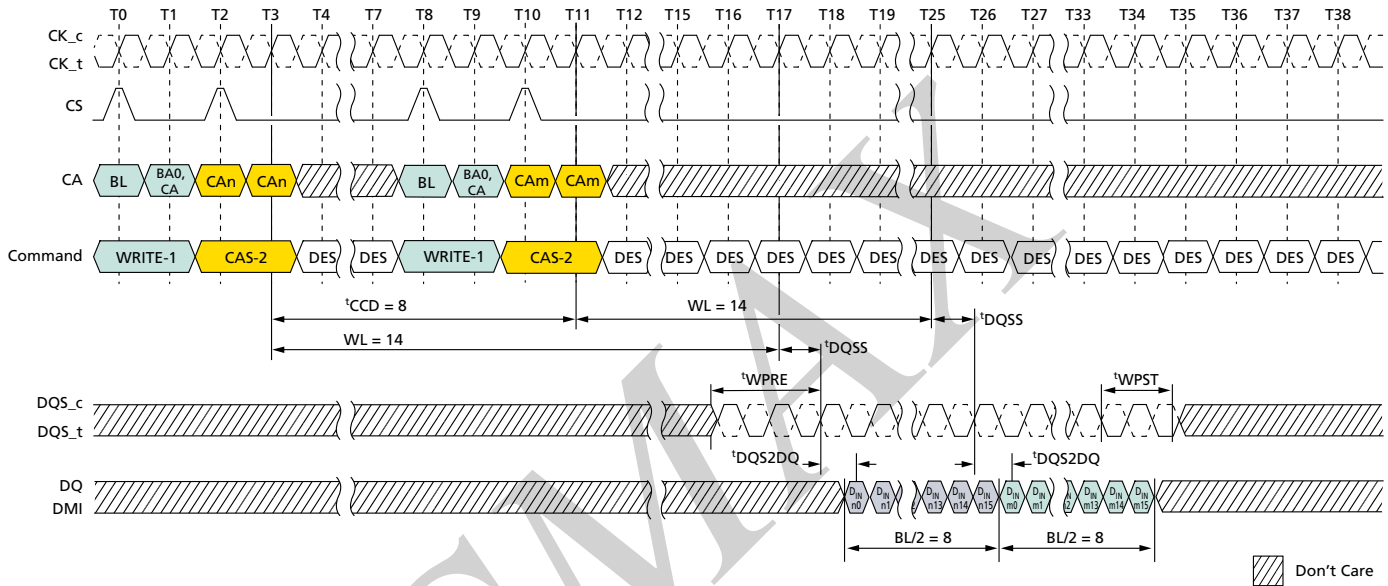 T0 T1 T2 T3 T4 T7 T8 T9 T10 T11 T12 T15 T16 T17 T18 T19 T25 T26 T27 T33 T34 T35 T36 T37 T38
CK_c
CK_t
CS
CA BL BA0, CA CAn CAn BL BA0, CA CAm CAm
Command WRITE-1 CAS-2 DES DES WRITE-1 CAS-2 DES DES DES DES DES DES DES DES DES DES DES DES DES DES DES
tCCD = 8 WL = 14 tDQSS
WL = 14 tDQSS
tWPRE tWPST
DQS_c
DQS_t
tDQS2DQ tDQS2DQ
DQ
DMI
DIN n0 DIN n1 DIN n13 DIN n14 DIN n15 DIN m0 DIN m1 DIN m13 DIN m14 DIN m15
BL/2 = 8 BL/2 = 8
Don't Care